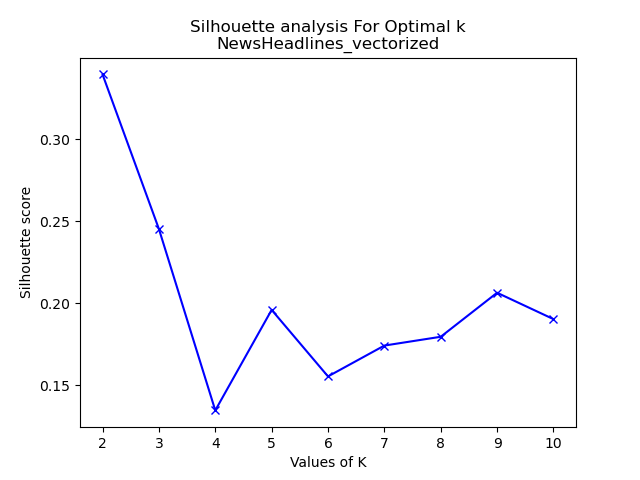 Silhouette analysis For Optimal k
NewsHeadlines_vectorized
0.30
0.25
0.20
0.15
Silhouette score
2 3 4 5 6 7 8 9 10
Values of K